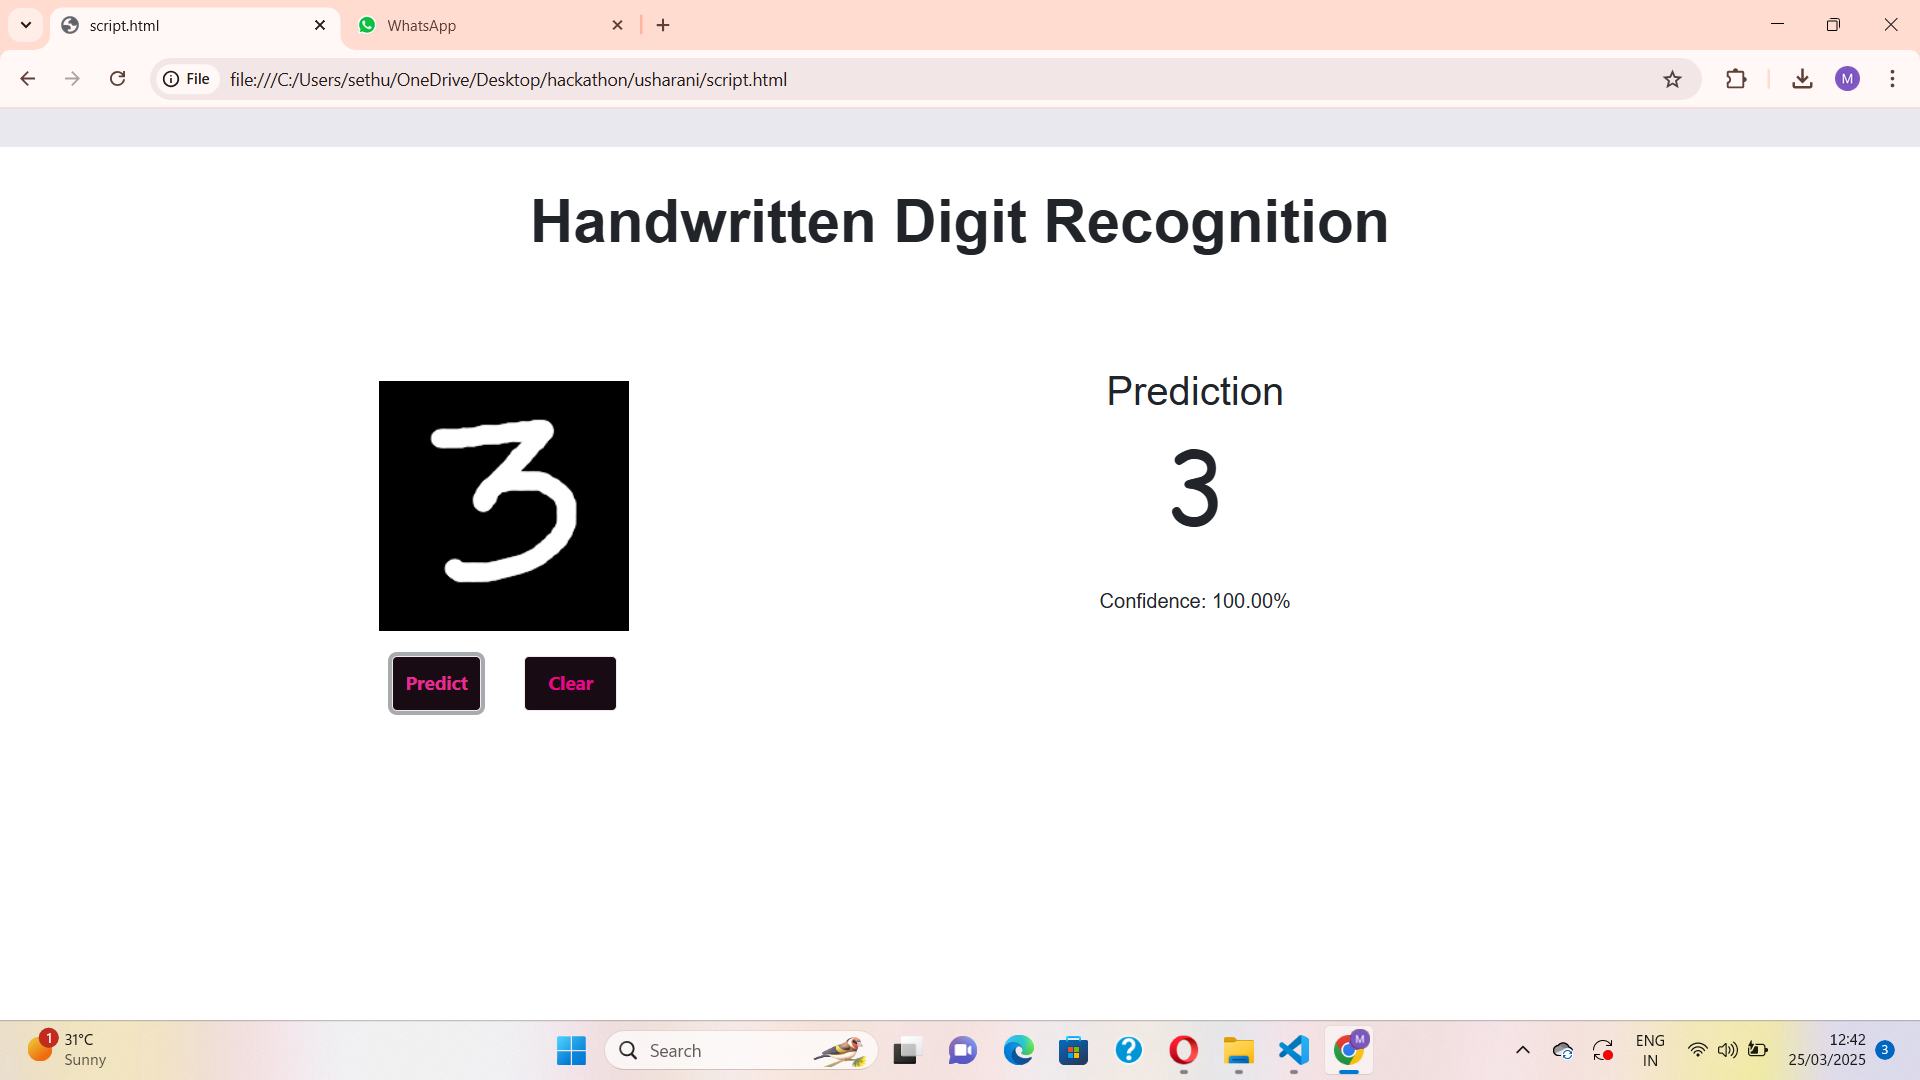 script.html
WhatsApp
File
file:///C:/Users/sethu/OneDrive/Desktop/hackathon/usharani/script.html
M
Handwritten Digit Recognition
3
Predict
Clear
Prediction
3
Confidence: 100.00%
1
31°C
Sunny
Search
M
ENG
IN
12:42
25/03/2025
3